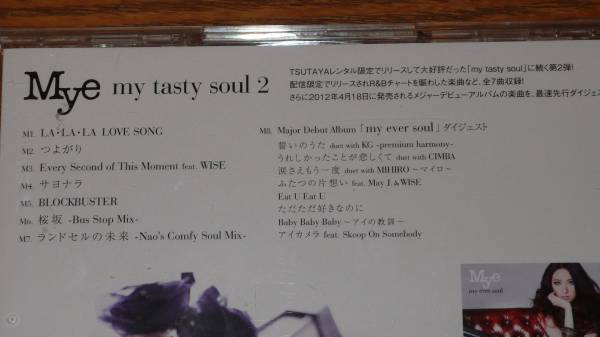 Mye my tasty soul 2
TSUTAYAレンタル限定でリリースして大好評だった「my tasty soul」に続く第2弾!
配信限定でリリースされR&Bチャートを賑わした楽曲など、全7曲収録!
さらに2012年4月18日に発売されるメジャーデビューアルバムの楽曲を、最速先行ダイジェスト
M1. LA・LA・LA LOVE SONG
M2. つよがり
M3. Every Second of This Moment feat. WISE
M4. サヨナラ
M5. BLOCKBUSTER
M6. 桜坂 -Bus Stop Mix-
M7. ランドセルの未来 -Nao's Comfy Soul Mix-
M8. Major Debut Album「my ever soul」ダイジェスト
誓いのうた duet with KG -premium harmony-
うれしかったことが悲しくて duet with CIMBA
涙さえもう一度 duet with MIHIRO 〜マイロ〜
ふたつの片想い feat. May J. & WISE
Eat U Eat U
ただただ好きなのに
Baby Baby Baby 〜アイの教訓〜
アイカメラ feat. Skoop On Somebody
Mye
my ever soul